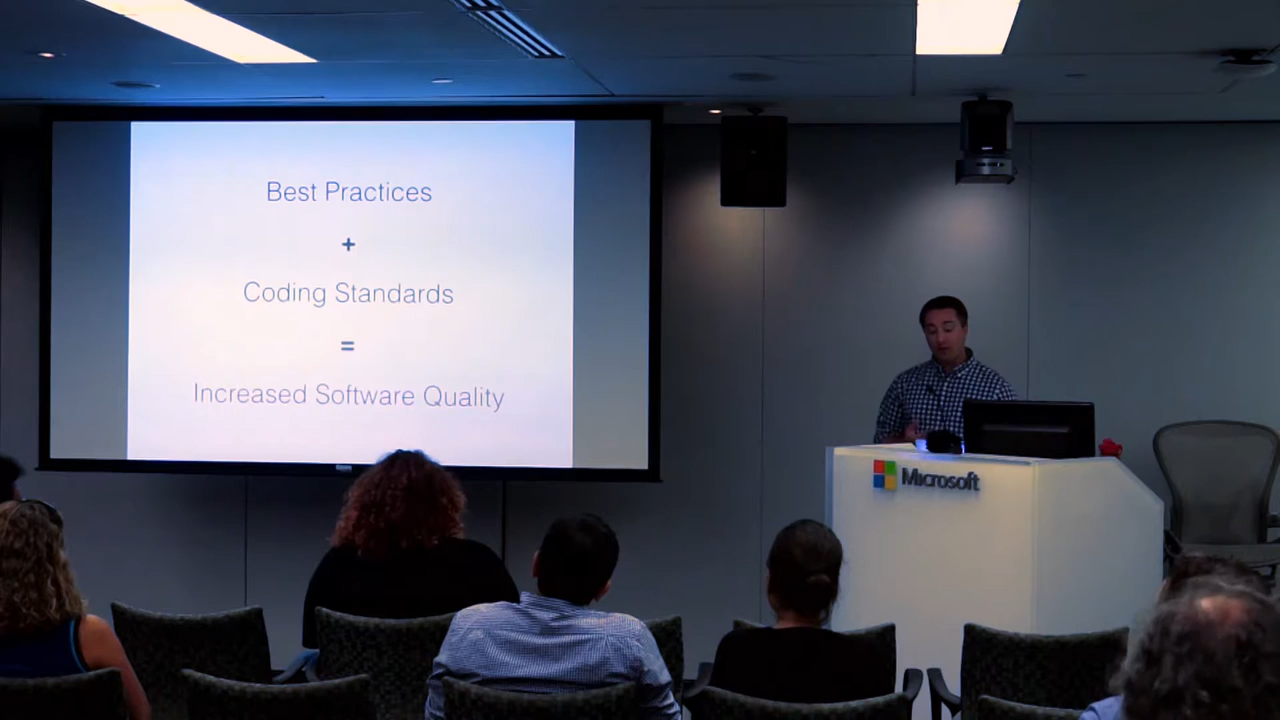 Best Practices
+
Coding Standards
=
Increased Software Quality
Microsoft